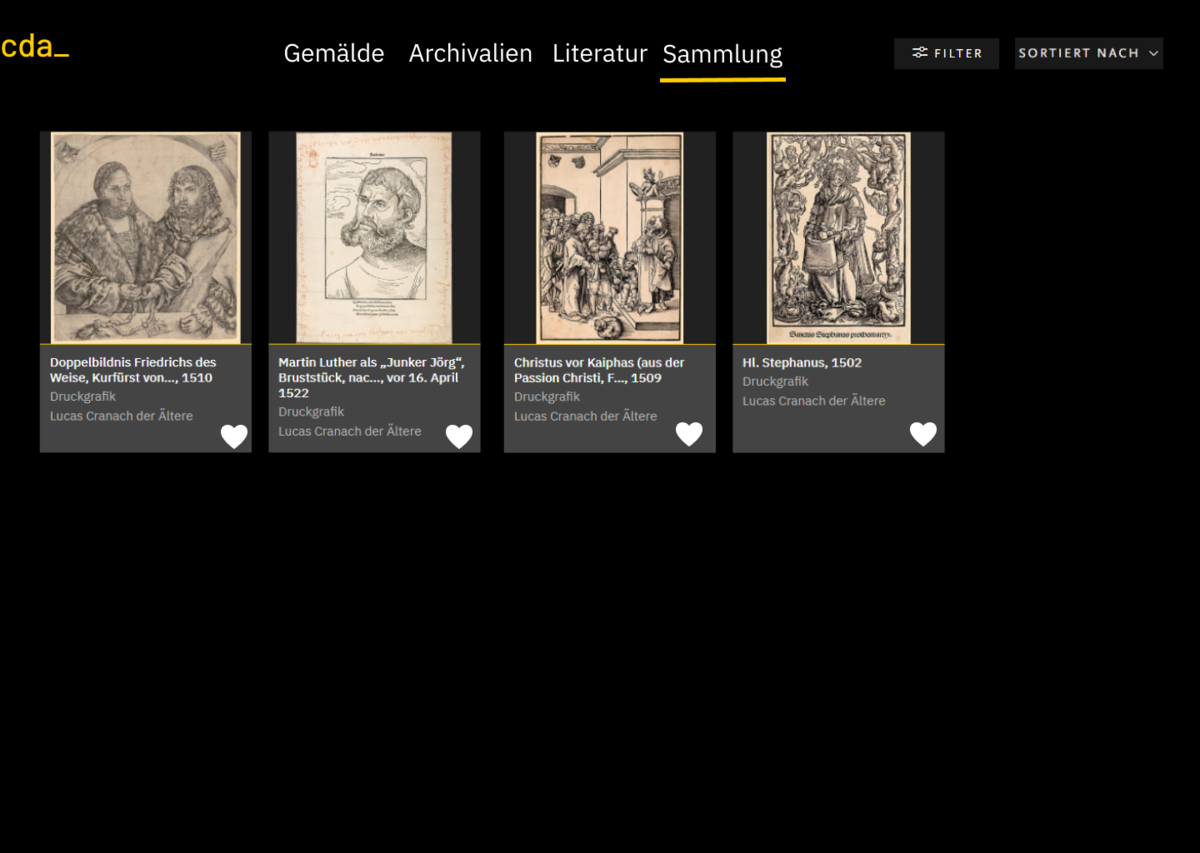 cda_
Gemälde Archivalien Literatur Sammlung
FILTER
SORTIERT NACH
Doppelbildnis Friedrichs des
Weise, Kurfürst von..., 1510
Druckgrafik
Lucas Cranach der Ältere
Martin Luther als „Junker Jörg“,
Bruststück, nac..., vor 16. April
1522
Druckgrafik
Lucas Cranach der Ältere
Christus vor Kaiphas (aus der
Passion Christi, F..., 1509
Druckgrafik
Lucas Cranach der Ältere
Sanctus Stephanus prothomartyr.
Hl. Stephanus, 1502
Druckgrafik
Lucas Cranach der Ältere